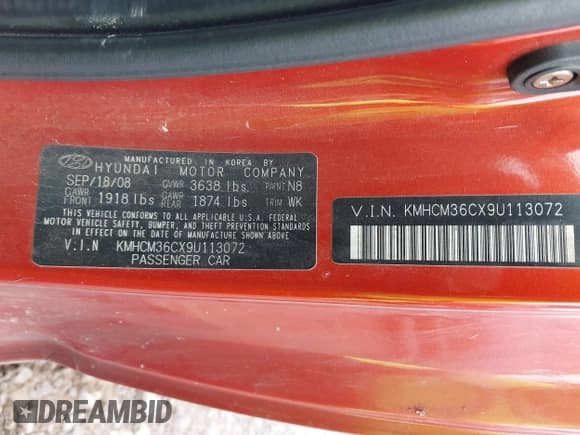 MANUFACTURED IN KOREA BY
HYUNDAI MOTOR COMPANY
SEP/18/08 GVWR 3638 lbs. PAINT N8
GAWR FRONT 1918 lbs GAWR REAR 1874 lbs TRIM WK
THIS VEHICLE CONFORMS TO ALL APPLICABLE U.S.A. FEDERAL
MOTOR VEHICLE SAFETY, BUMPER, AND THEFT PREVENTION STANDARDS
IN EFFECT ON THE DATE OF MANUFACTURE SHOWN ABOVE
V.I.N KMHCM36CX9U113072
PASSENGER CAR
V.I.N. KMHCM36CX9U113072
DREAMBID